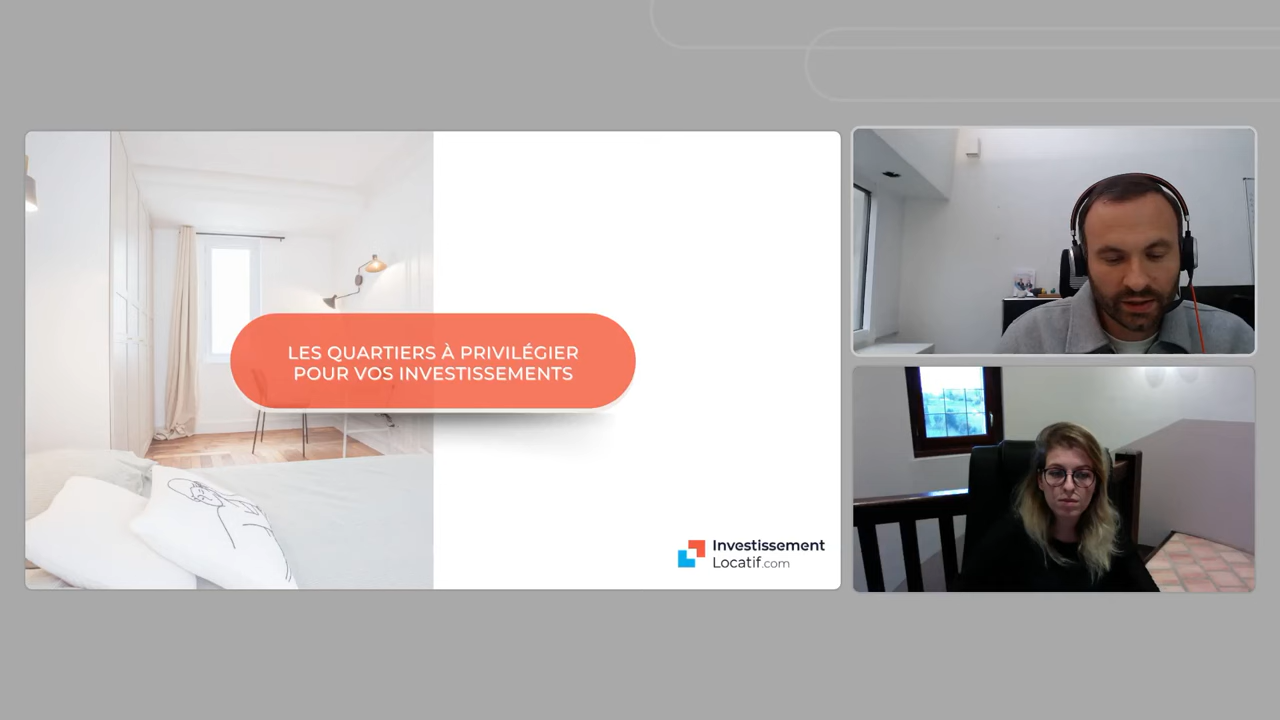 LES QUARTIERS À PRIVILÉGIER
POUR VOS INVESTISSEMENTS
Investissement
Locatif.com